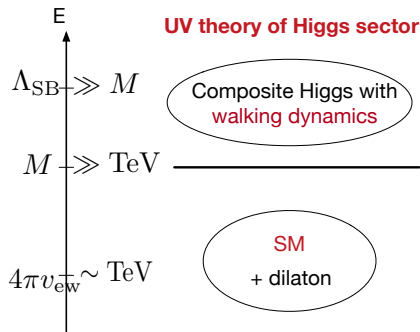 E
UV theory of Higgs sector
Λ_SB ≫ M
Composite Higgs with
walking dynamics
M ≫ TeV
SM
+ dilaton
4πv_ew ~ TeV